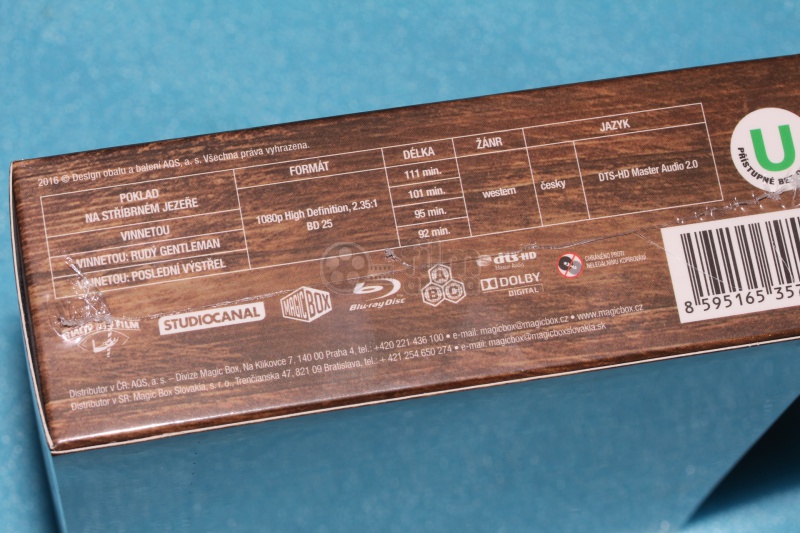 2016 © Design obalu a balení AQS, a. s. Všechna práva vyhrazena.
FORMÁT DÉLKA ŽÁNR JAZYK
POKLAD
NA STŘÍBRNÉM JEZEŘE
VINNETOU
VINNETOU: RUDÝ GENTLEMAN
VINNETOU: POSLEDNÍ VÝSTŘEL
1080p High Definition, 2.35:1
BD 25
111 min.
101 min.
95 min.
92 min.
western
český
DTS-HD Master Audio 2.0
U
STUDIOCANAL
MAGIC BOX
Blu-ray Disc
A B C
dts-HD
Master Audio
DOLBY
DIGITAL
CHRÁNĚNO PROTI
NELEGÁLNÍMU KOPÍROVÁNÍ
8 595165 357
Distributor v ČR: AQS, a. s. – Divize Magic Box, Na Klikovce 7, 140 00 Praha 4, tel.: +420 221 436 100 • e-mail: magicbox@magicbox.cz • www.magicbox.cz
Distributor v SR: Magic Box Slovakia, s. r. o., Trenčianska 47, 821 09 Bratislava, tel.: + 421 254 650 274 • e-mail: magicbox@magicboxslovakia.sk